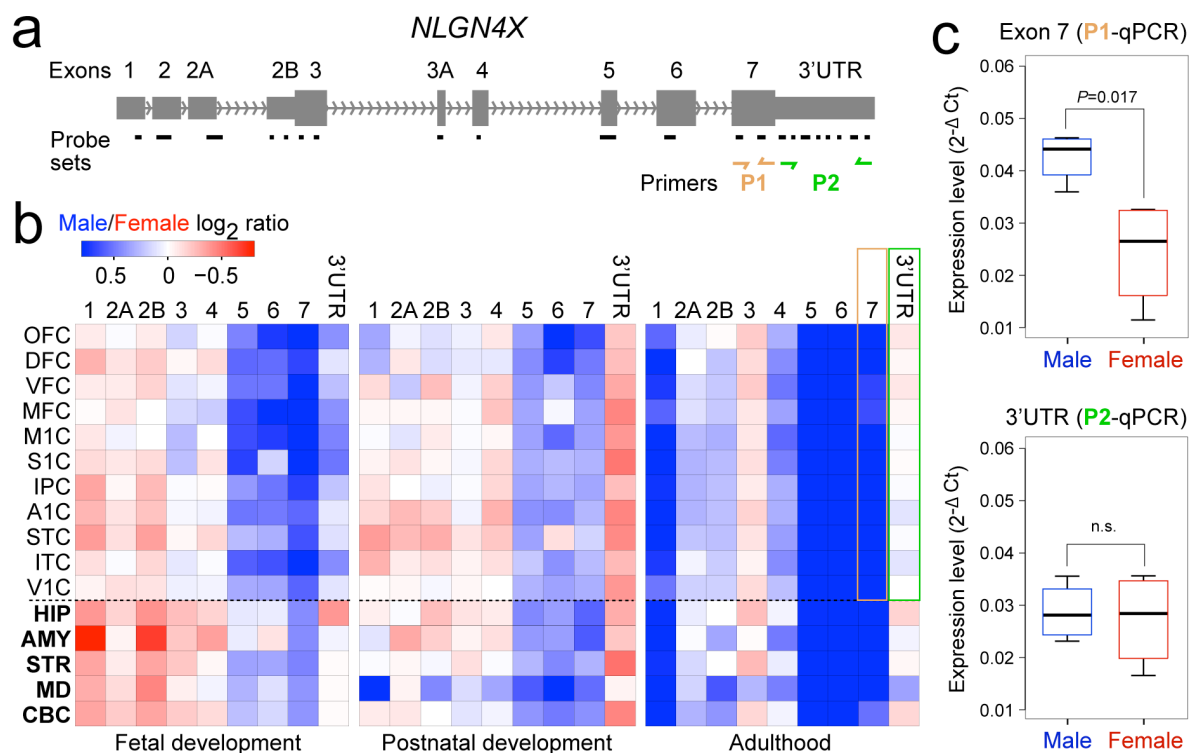 a
NLGN4X
Exons 1 2 2A 2B 3 3A 4 5 6 7 3'UTR
Probe sets
Primers P1 P2
b
Male/Female log2 ratio
0.5 0 −0.5
1 2A 2B 3 4 5 6 7 3'UTR
1 2A 2B 3 4 5 6 7 3'UTR
1 2A 2B 3 4 5 6 7 3'UTR
OFC
DFC
VFC
MFC
M1C
S1C
IPC
A1C
STC
ITC
V1C
HIP
AMY
STR
MD
CBC
Fetal development
Postnatal development
Adulthood
c
Exon 7 (P1-qPCR)
Expression level (2-Δ Ct)
0.06
0.05
0.04
0.03
0.02
0.01
P=0.017
Male Female
3'UTR (P2-qPCR)
Expression level (2-Δ Ct)
0.06
0.05
0.04
0.03
0.02
0.01
n.s.
Male Female